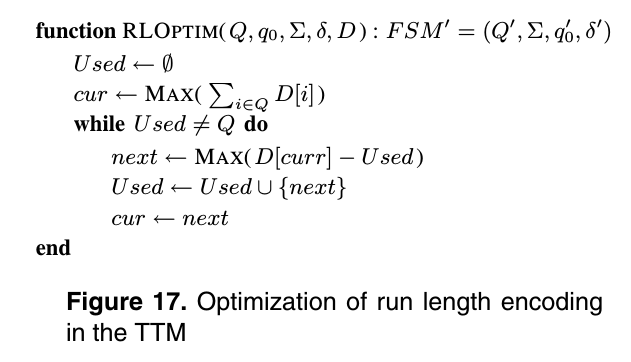 function RLOPTIM(Q, q₀, Σ, δ, D) : FSM′ = (Q′, Σ, q₀′, δ′)
Used ← ∅
cur ← MAX( ∑_{i∈Q} D[i])
while Used ≠ Q do
next ← MAX(D[curr] − Used)
Used ← Used ∪ {next}
cur ← next
end
Figure 17. Optimization of run length encoding
in the TTM